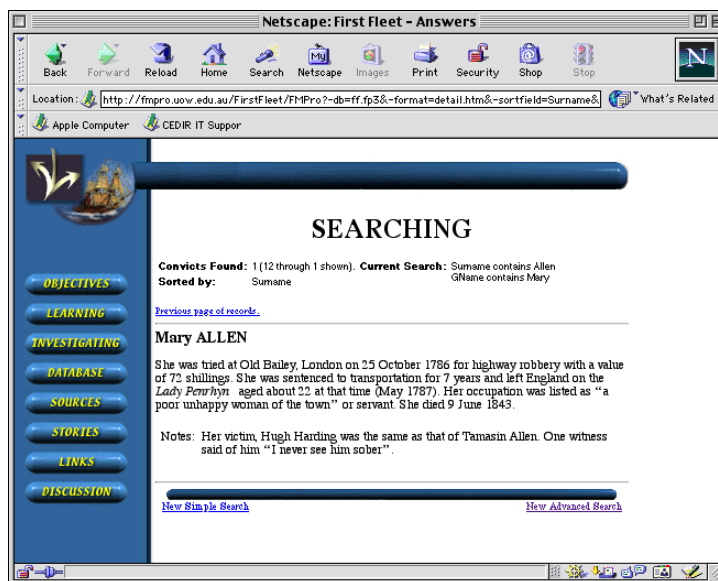 Netscape: First Fleet – Answers
Back Forward Reload Home Search Netscape Images Print Security Shop Stop
My
N
Location: http://fmpro.uow.edu.au/FirstFleet/FMPro?-db=ff.fp3&-format=detail.htm&-sortfield=Surname& What's Related
Apple Computer CEDIR IT Suppor
SEARCHING
Convicts Found: 1 (12 through 1 shown). Current Search: Surname contains Allen
GName contains Mary
Sorted by: Surname
Previous page of records.
OBJECTIVES
LEARNING
INVESTIGATING
DATABASE
SOURCES
STORIES
LINKS
DISCUSSION
Mary ALLEN
She was tried at Old Bailey, London on 25 October 1786 for highway robbery with a value
of 72 shillings. She was sentenced to transportation for 7 years and left England on the
Lady Penrhyn aged about 22 at that time (May 1787). Her occupation was listed as “a
poor unhappy woman of the town” or servant. She died 9 June 1843.
Notes: Her victim, Hugh Harding was the same as that of Tamasin Allen. One witness
said of him “I never see him sober”.
New Simple Search New Advanced Search